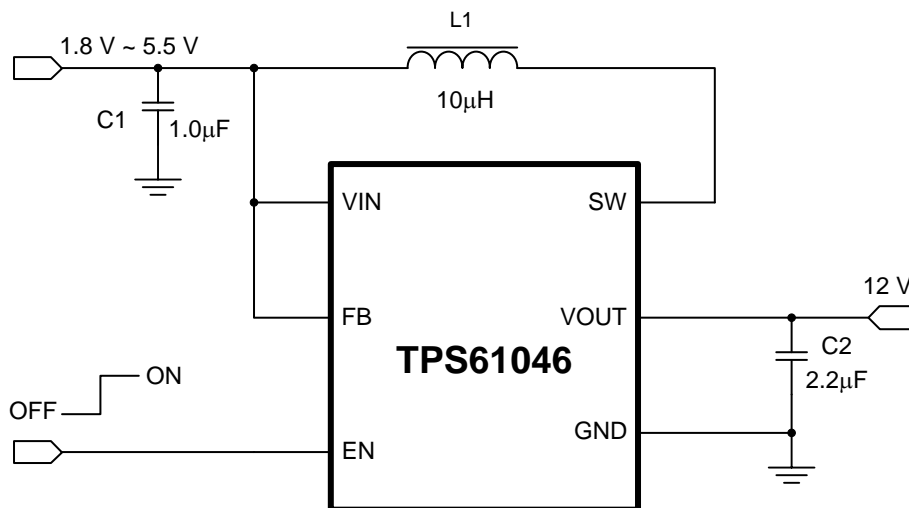 L1
1.8 V ~ 5.5 V
10μH
C1
1.0μF
VIN
SW
FB
VOUT
12 V
TPS61046
C2
2.2μF
ON
OFF
EN
GND